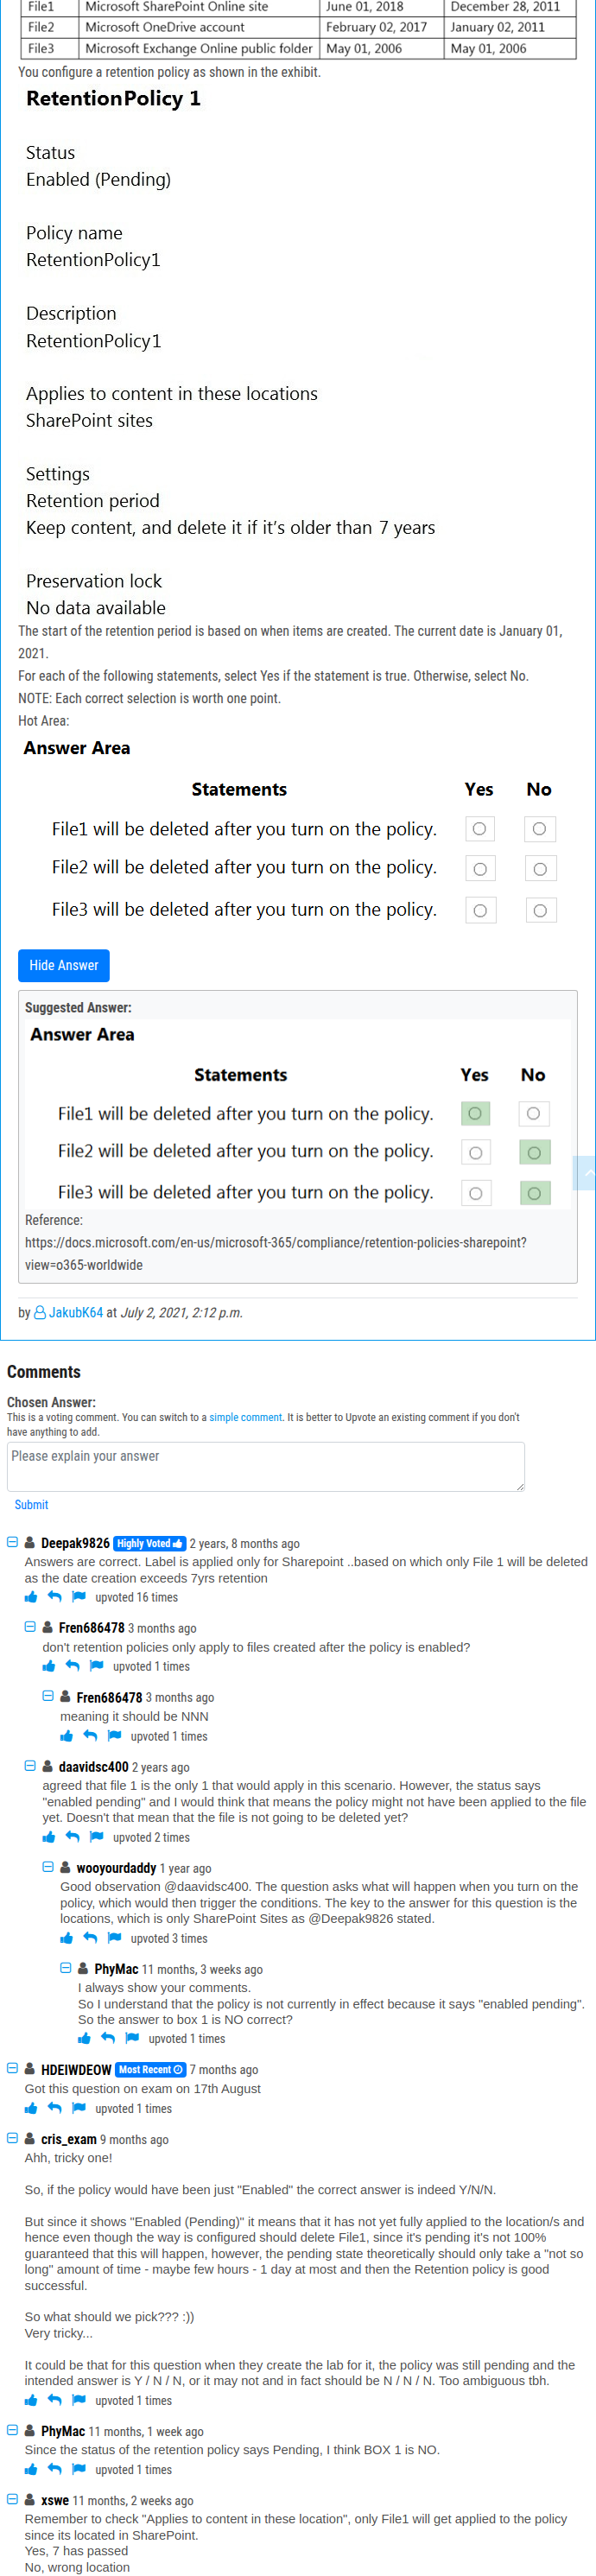 File1 Microsoft SharePoint Online site June 01, 2018 December 28, 2011
File2 Microsoft OneDrive account February 02, 2017 January 02, 2011
File3 Microsoft Exchange Online public folder May 01, 2006 May 01, 2006
You configure a retention policy as shown in the exhibit.
RetentionPolicy 1
Status
Enabled (Pending)
Policy name
RetentionPolicy1
Description
RetentionPolicy1
Applies to content in these locations
SharePoint sites
Settings
Retention period
Keep content, and delete it if it's older than 7 years
Preservation lock
No data available
The start of the retention period is based on when items are created. The current date is January 01,
2021.
For each of the following statements, select Yes if the statement is true. Otherwise, select No.
NOTE: Each correct selection is worth one point.
Hot Area:
Answer Area
Statements Yes No
File1 will be deleted after you turn on the policy.
File2 will be deleted after you turn on the policy.
File3 will be deleted after you turn on the policy.
Hide Answer
Suggested Answer:
Answer Area
Statements Yes No
File1 will be deleted after you turn on the policy.
File2 will be deleted after you turn on the policy.
File3 will be deleted after you turn on the policy.
Reference:
https://docs.microsoft.com/en-us/microsoft-365/compliance/retention-policies-sharepoint?
view=o365-worldwide
by JakubK64 at July 2, 2021, 2:12 p.m.
Comments
Chosen Answer:
This is a voting comment. You can switch to a simple comment. It is better to Upvote an existing comment if you don't
have anything to add.
Please explain your answer
Submit
Deepak9826 Highly Voted 2 years, 8 months ago
Answers are correct. Label is applied only for Sharepoint ..based on which only File 1 will be deleted
as the date creation exceeds 7yrs retention
upvoted 16 times
Fren686478 3 months ago
don't retention policies only apply to files created after the policy is enabled?
upvoted 1 times
Fren686478 3 months ago
meaning it should be NNN
upvoted 1 times
daavidsc400 2 years ago
agreed that file 1 is the only 1 that would apply in this scenario. However, the status says
"enabled pending" and I would think that means the policy might not have been applied to the file
yet. Doesn't that mean that the file is not going to be deleted yet?
upvoted 2 times
wooyourdaddy 1 year ago
Good observation @daavidsc400. The question asks what will happen when you turn on the
policy, which would then trigger the conditions. The key to the answer for this question is the
locations, which is only SharePoint Sites as @Deepak9826 stated.
upvoted 3 times
PhyMac 11 months, 3 weeks ago
I always show your comments.
So I understand that the policy is not currently in effect because it says "enabled pending".
So the answer to box 1 is NO correct?
upvoted 1 times
HDEIWDEOW Most Recent 7 months ago
Got this question on exam on 17th August
upvoted 1 times
cris_exam 9 months ago
Ahh, tricky one!
So, if the policy would have been just "Enabled" the correct answer is indeed Y/N/N.
But since it shows "Enabled (Pending)" it means that it has not yet fully applied to the location/s and
hence even though the way is configured should delete File1, since it's pending it's not 100%
guaranteed that this will happen, however, the pending state theoretically should only take a "not so
long" amount of time - maybe few hours - 1 day at most and then the Retention policy is good
successful.
So what should we pick??? :))
Very tricky...
It could be that for this question when they create the lab for it, the policy was still pending and the
intended answer is Y / N / N, or it may not and in fact should be N / N / N. Too ambiguous tbh.
upvoted 1 times
PhyMac 11 months, 1 week ago
Since the status of the retention policy says Pending, I think BOX 1 is NO.
upvoted 1 times
xswe 11 months, 2 weeks ago
Remember to check "Applies to content in these location", only File1 will get applied to the policy
since its located in SharePoint.
Yes, 7 has passed
No, wrong location